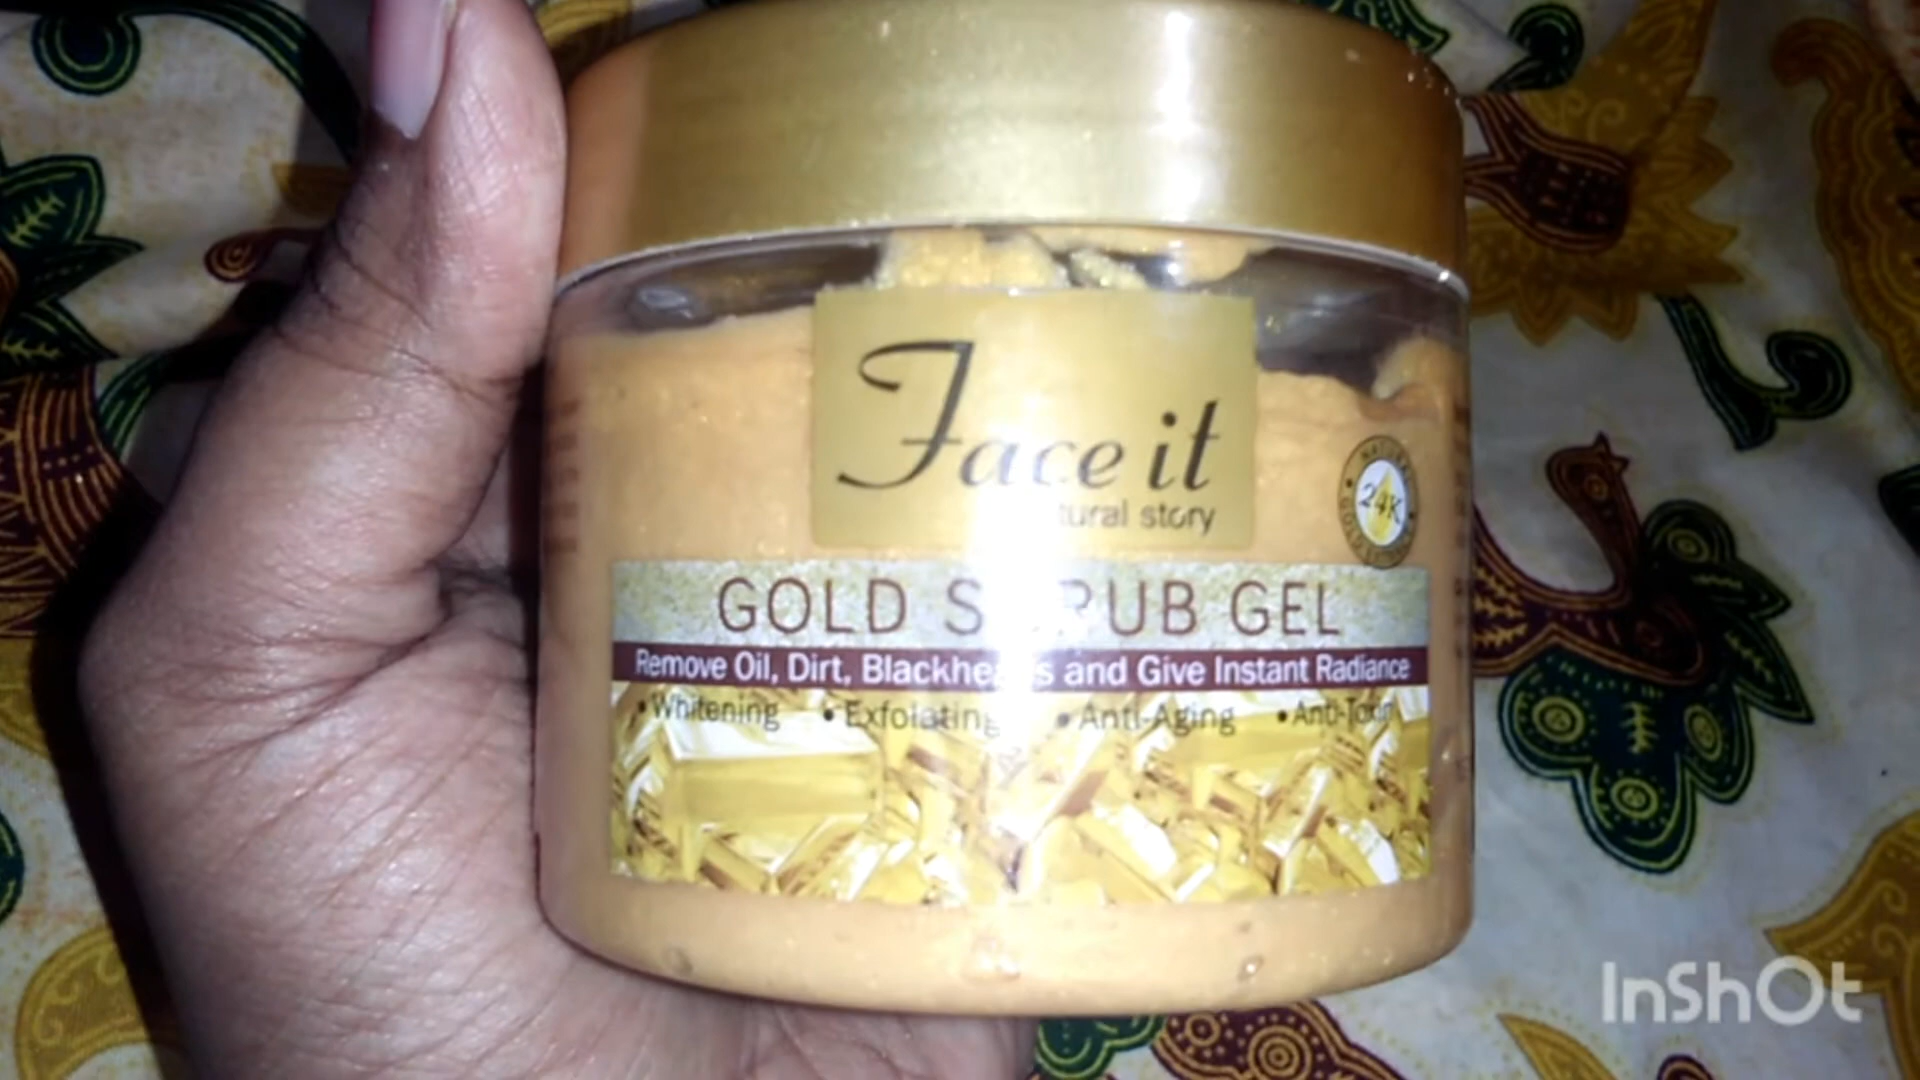 Face it
tural story
24K
GOLD S RUB GEL
Remove Oil, Dirt, Blackhe s and Give Instant Radiance
• Whitening • Exfoliating • Anti-Aging
InShOt